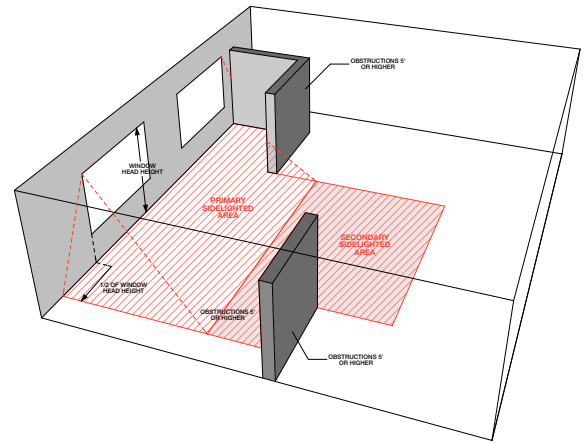 OBSTRUCTIONS 5'
OR HIGHER
WINDOW
HEAD HEIGHT
PRIMARY
SIDELIGHTED
AREA
SECONDARY
SIDELIGHTED
AREA
1/2 OF WINDOW
HEAD HEIGHT
OBSTRUCTIONS 5'
OR HIGHER
OBSTRUCTIONS 5'
OR HIGHER